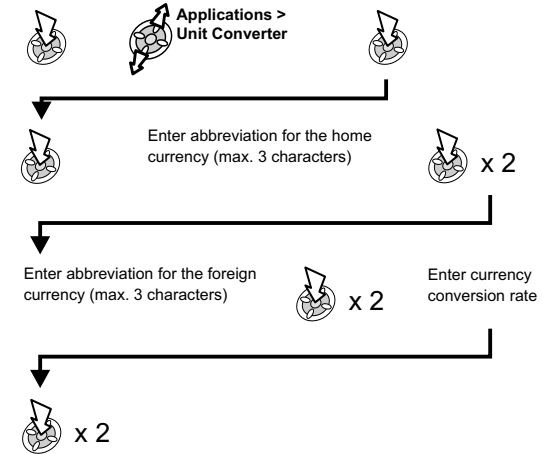 Applications >
Unit Converter
Enter abbreviation for the home
currency (max. 3 characters)
x 2
Enter abbreviation for the foreign
currency (max. 3 characters)
x 2
Enter currency
conversion rate
x 2